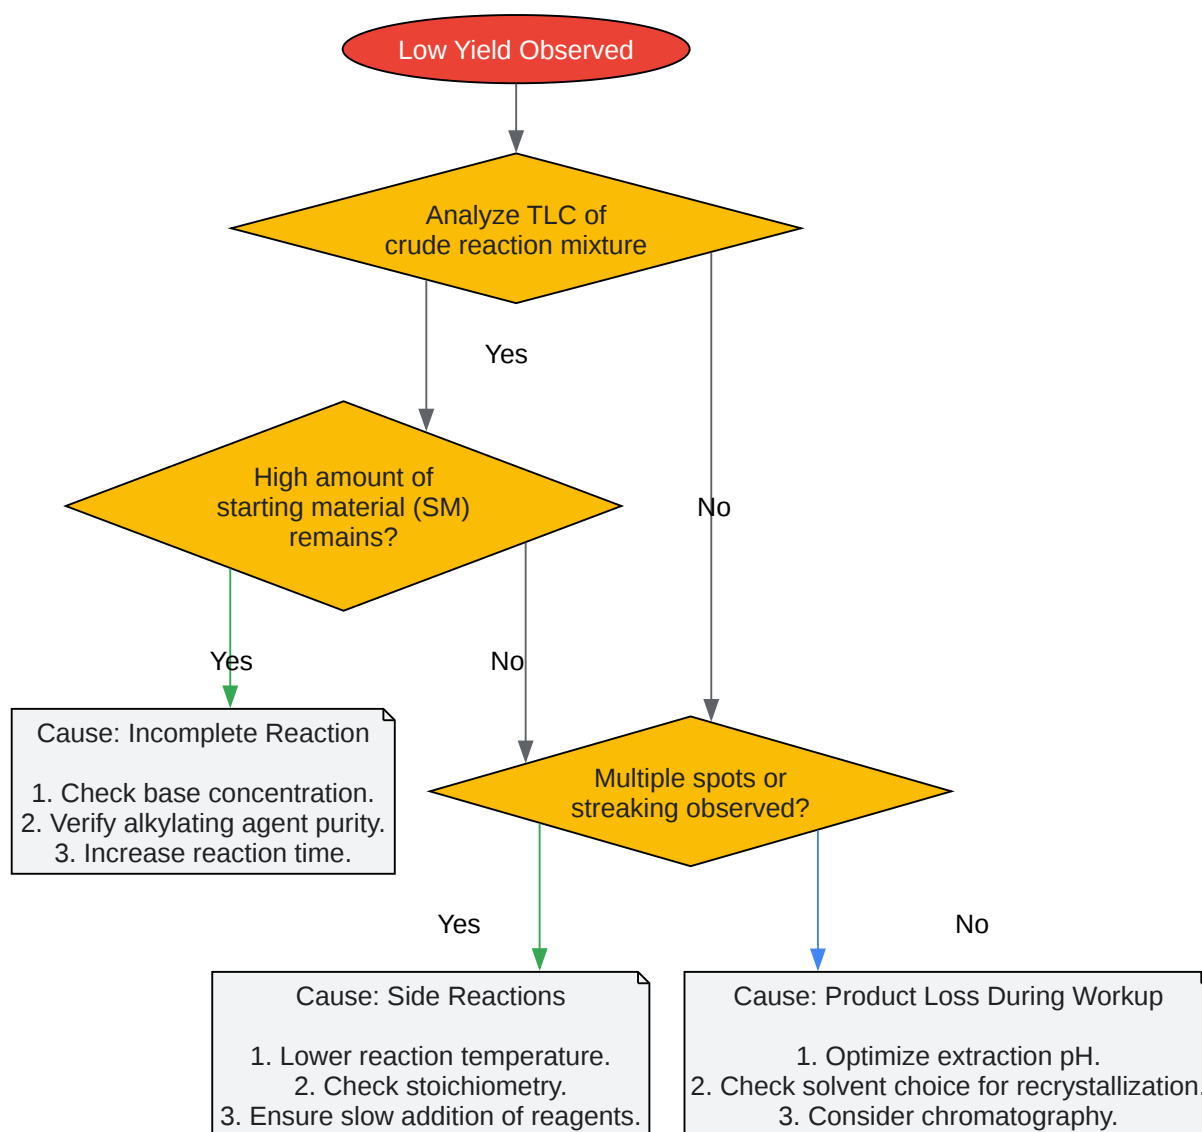 Low Yield Observed
Analyze TLC of
crude reaction mixture
Yes
High amount of
starting material (SM)
remains?
No
Yes
No
Cause: Incomplete Reaction
1. Check base concentration.
2. Verify alkylating agent purity.
3. Increase reaction time.
Multiple spots or
streaking observed?
Yes
No
Cause: Side Reactions
1. Lower reaction temperature.
2. Check stoichiometry.
3. Ensure slow addition of reagents.
Cause: Product Loss During Workup
1. Optimize extraction pH.
2. Check solvent choice for recrystallization.
3. Consider chromatography.